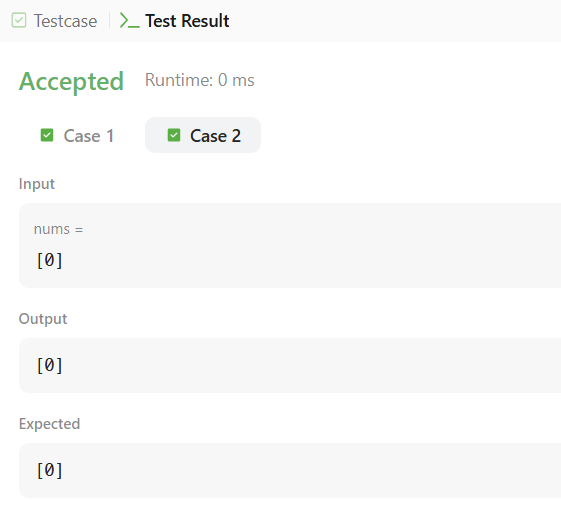 Testcase
Test Result
Accepted Runtime: 0 ms
Case 1 Case 2
Input
nums =
[0]
Output
[0]
Expected
[0]